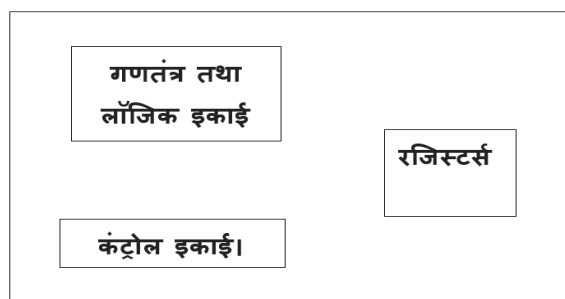 गणतंत्र तथा
लॉजिक इकाई
रजिस्टर्स
कंट्रोल इकाई।